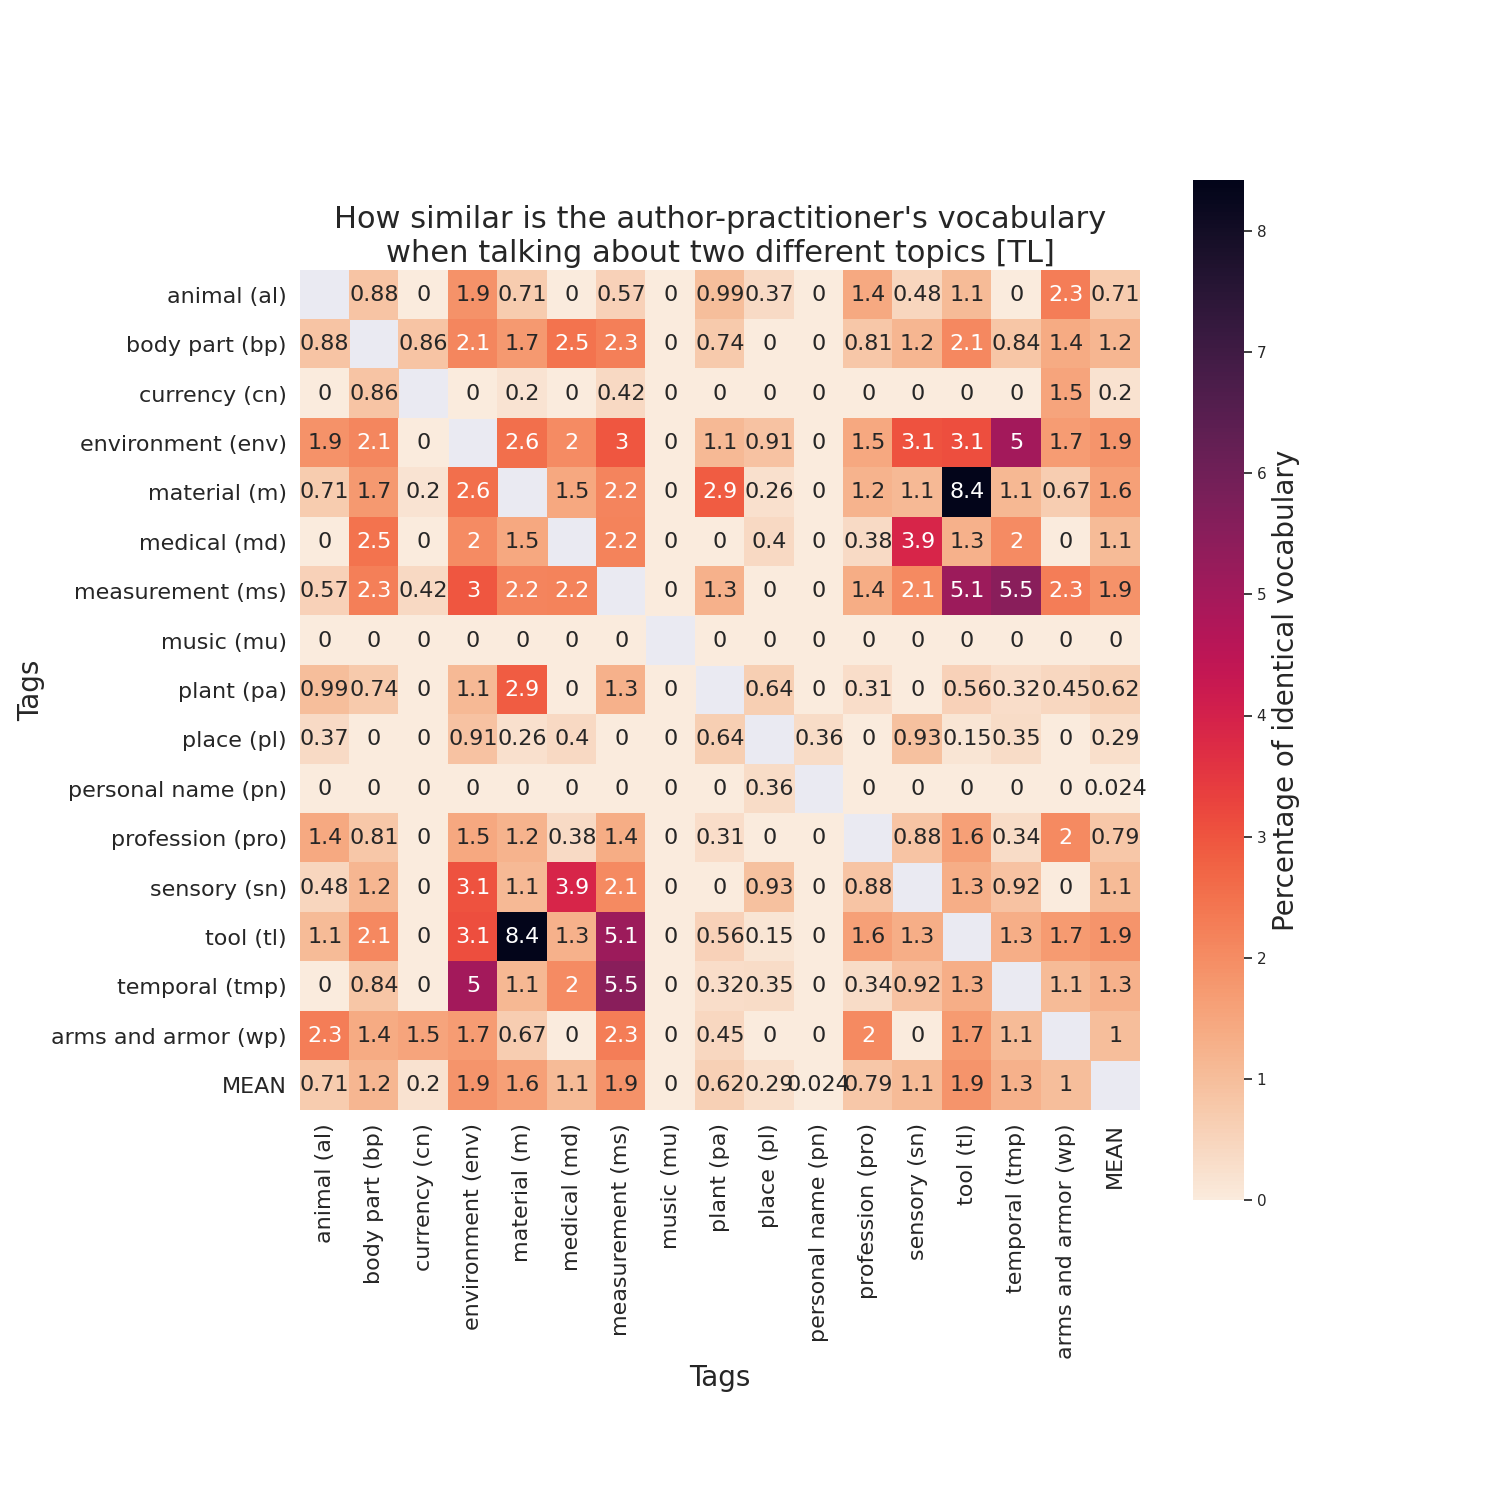 How similar is the author-practitioner's vocabulary
when talking about two different topics [TL]
animal (al) 0.88 0 1.9 0.71 0 0.57 0 0.99 0.37 0 1.4 0.48 1.1 0 2.3 0.71
body part (bp) 0.88 0.86 2.1 1.7 2.5 2.3 0 0.74 0 0 0.81 1.2 2.1 0.84 1.4 1.2
currency (cn) 0 0.86 0 0.2 0 0.42 0 0 0 0 0 0 0 0 1.5 0.2
environment (env) 1.9 2.1 0 2.6 2 3 0 1.1 0.91 0 1.5 3.1 3.1 5 1.7 1.9
material (m) 0.71 1.7 0.2 2.6 1.5 2.2 0 2.9 0.26 0 1.2 1.1 8.4 1.1 0.67 1.6
medical (md) 0 2.5 0 2 1.5 2.2 0 0 0.4 0 0.38 3.9 1.3 2 0 1.1
measurement (ms) 0.57 2.3 0.42 3 2.2 2.2 0 1.3 0 0 1.4 2.1 5.1 5.5 2.3 1.9
music (mu) 0 0 0 0 0 0 0 0 0 0 0 0 0 0 0 0
plant (pa) 0.99 0.74 0 1.1 2.9 0 1.3 0 0.64 0 0.31 0 0.56 0.32 0.45 0.62
place (pl) 0.37 0 0 0.91 0.26 0.4 0 0 0.64 0.36 0 0.93 0.15 0.35 0 0.29
personal name (pn) 0 0 0 0 0 0 0 0 0 0.36 0 0 0 0 0 0.024
profession (pro) 1.4 0.81 0 1.5 1.2 0.38 1.4 0 0.31 0 0 0.88 1.6 0.34 2 0.79
sensory (sn) 0.48 1.2 0 3.1 1.1 3.9 2.1 0 0 0.93 0 0.88 1.3 0.92 0 1.1
tool (tl) 1.1 2.1 0 3.1 8.4 1.3 5.1 0 0.56 0.15 0 1.6 1.3 1.3 1.7 1.9
temporal (tmp) 0 0.84 0 5 1.1 2 5.5 0 0.32 0.35 0 0.34 0.92 1.3 1.1 1.3
arms and armor (wp) 2.3 1.4 1.5 1.7 0.67 0 2.3 0 0.45 0 0 2 0 1.7 1.1 1
MEAN 0.71 1.2 0.2 1.9 1.6 1.1 1.9 0 0.62 0.29 0.024 0.79 1.1 1.9 1.3 1
Tags
animal (al)
body part (bp)
currency (cn)
environment (env)
material (m)
medical (md)
measurement (ms)
music (mu)
plant (pa)
place (pl)
personal name (pn)
profession (pro)
sensory (sn)
tool (tl)
temporal (tmp)
arms and armor (wp)
MEAN
Tags
8
7
6
5
4
3
2
1
0
Percentage of identical vocabulary